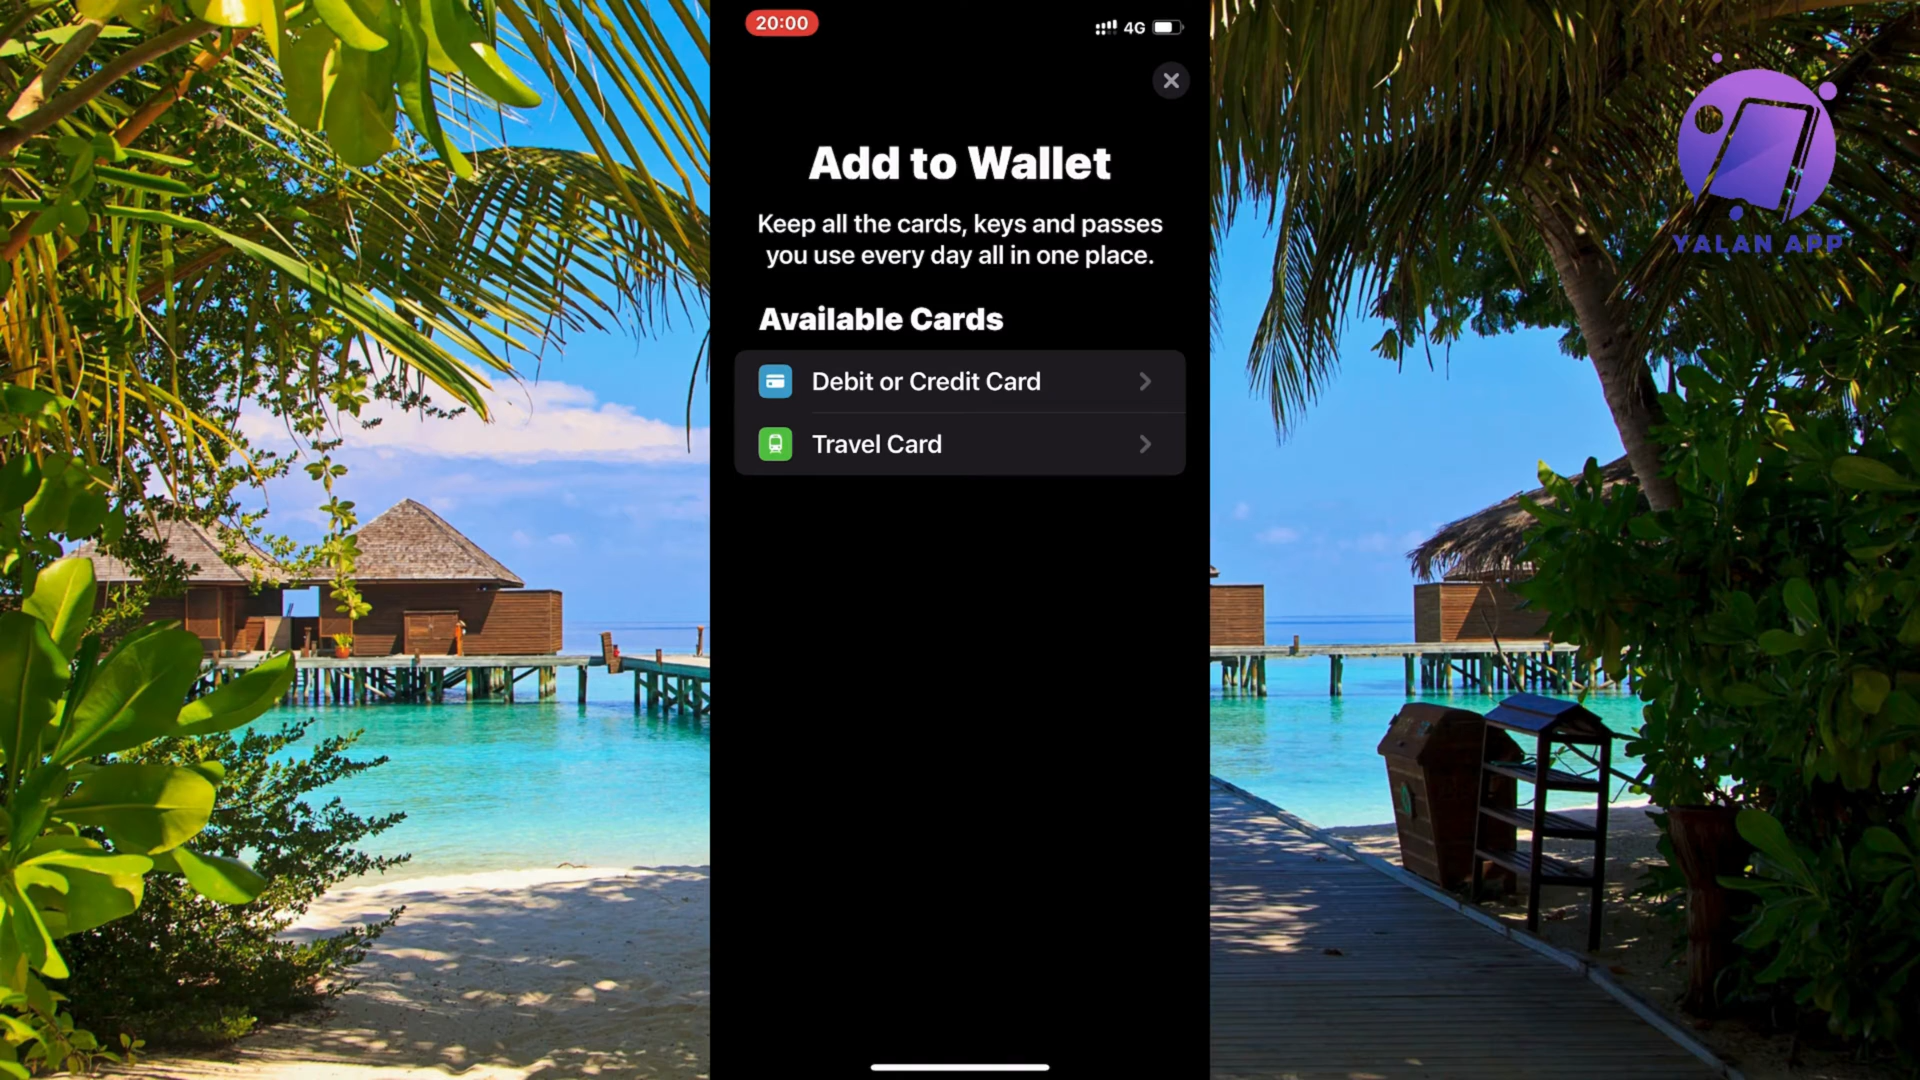 20:00
4G
Add to Wallet
Keep all the cards, keys and passes
you use every day all in one place.
Available Cards
Debit or Credit Card
Travel Card
YALAN APP